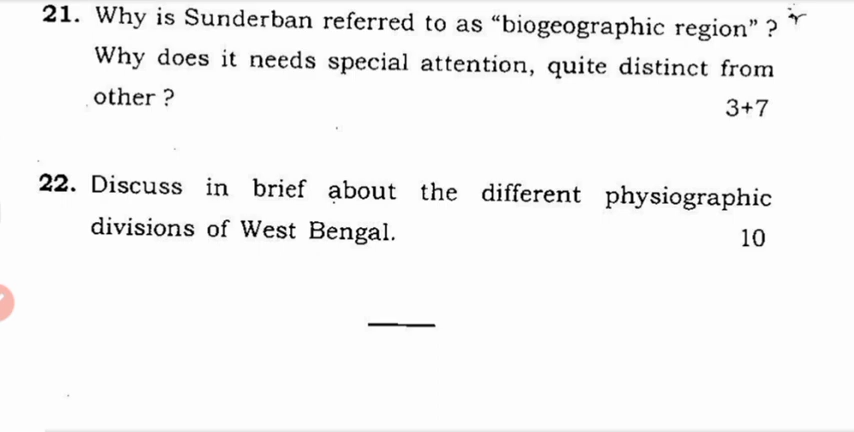 21. Why is Sunderban referred to as “biogeographic region” ?
Why does it needs special attention, quite distinct from
other ?
3+7
22. Discuss in brief about the different physiographic
divisions of West Bengal.
10